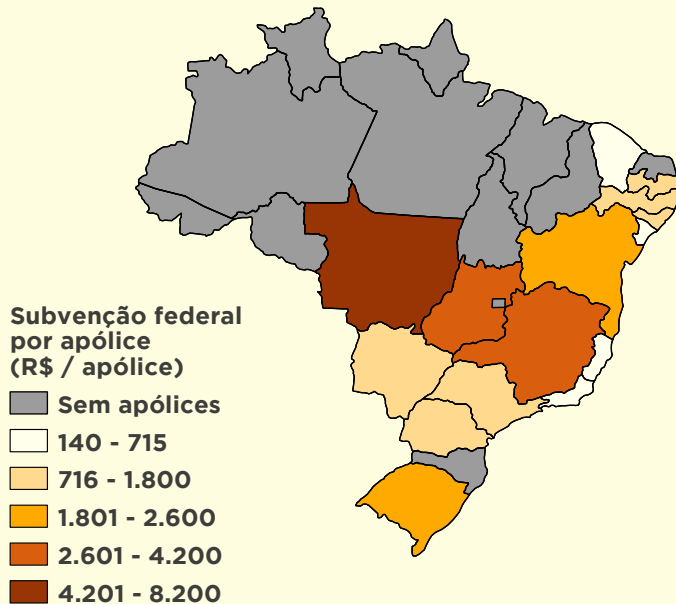 Subvenção federal
por apólice
(R$ / apólice)
Sem apólices
140 - 715
716 - 1.800
1.801 - 2.600
2.601 - 4.200
4.201 - 8.200